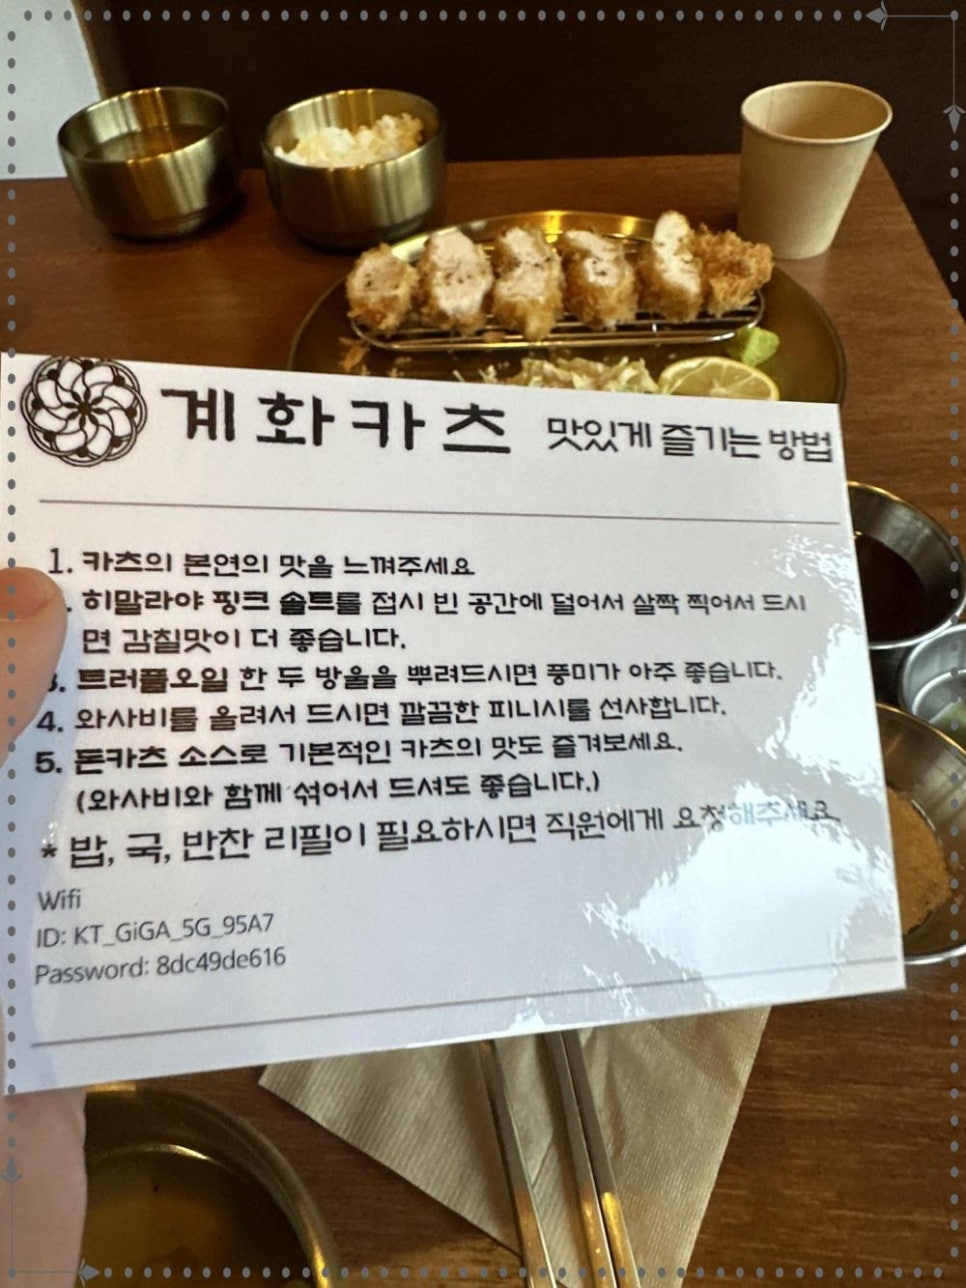 계화카츠 맛있게 즐기는 방법
1. 카츠의 본연의 맛을 느껴주세요
. 히말라야 핑크 솔트를 접시 빈 공간에 덜어서 살짝 찍어서 드시
면 감칠맛이 더 좋습니다.
3. 트러플오일 한 두 방울을 뿌려드시면 풍미가 아주 좋습니다.
4. 와사비를 올려서 드시면 깔끔한 피니시를 선사합니다.
5. 돈카츠 소스로 기본적인 카츠의 맛도 즐겨보세요.
(와사비와 함께 섞어서 드셔도 좋습니다.)
* 밥, 국, 반찬 리필이 필요하시면 직원에게 요청해주세요.
Wifi
ID: KT_GiGA_5G_95A7
Password: 8dc49de616